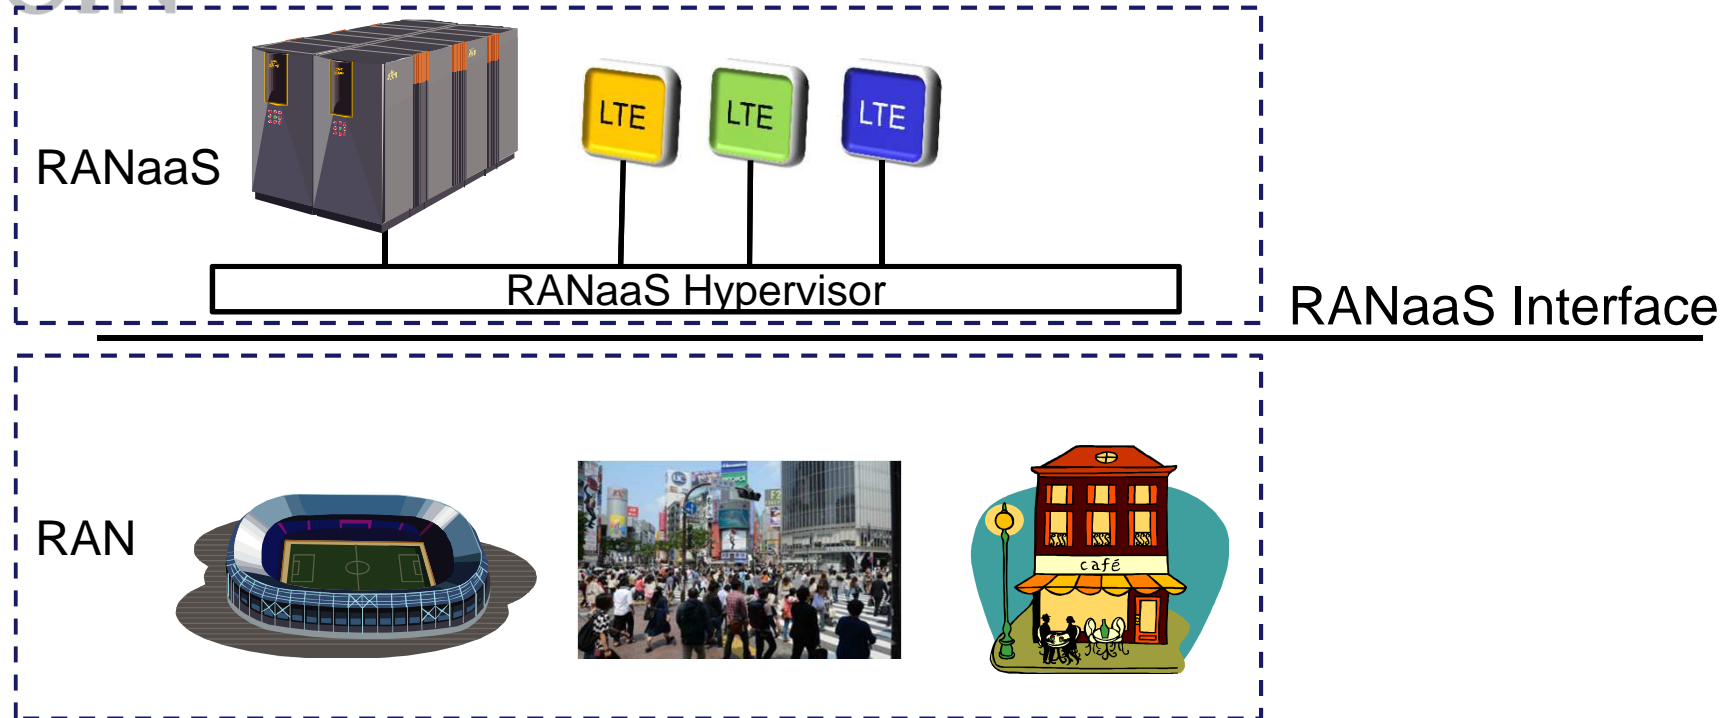 RANaaS
LTE
LTE
LTE
RANaaS Hypervisor
RANaaS Interface
RAN
café